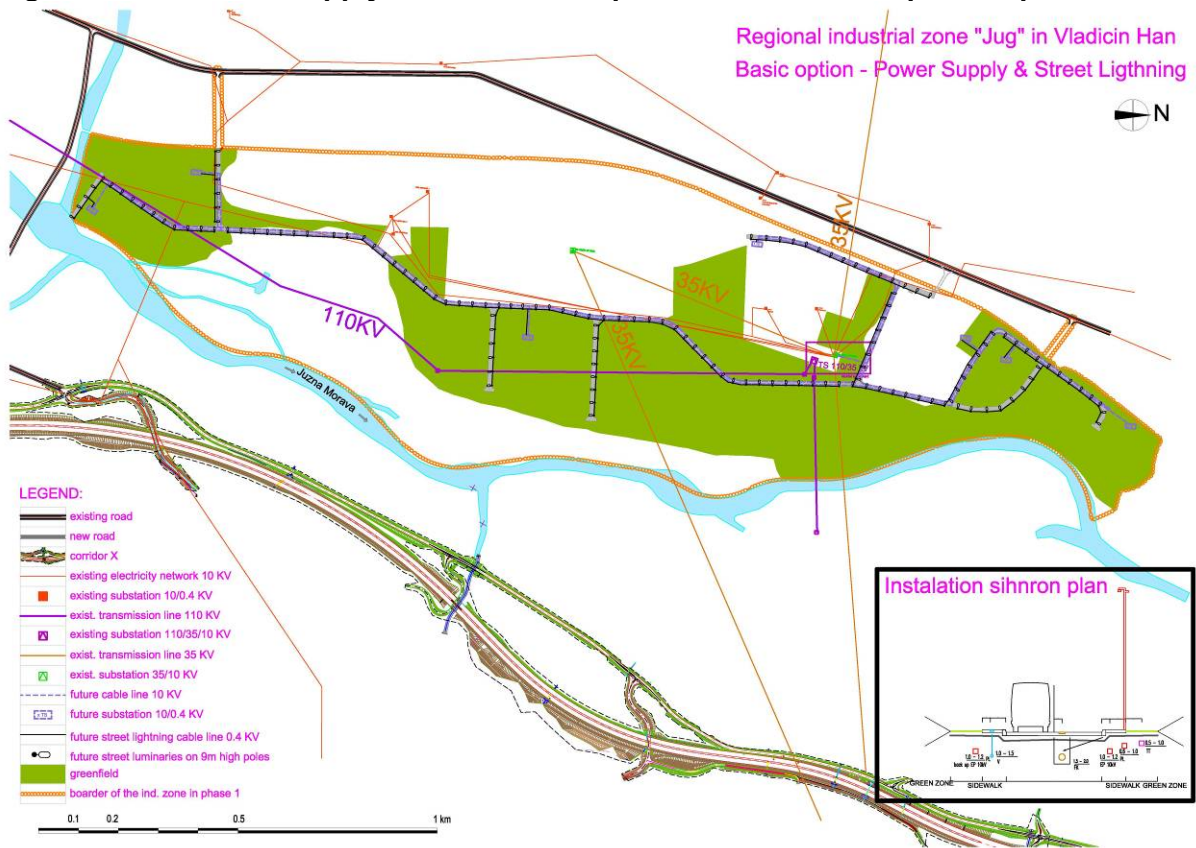 Regional industrial zone "Jug" in Vladicin Han
Basic option - Power Supply & Street Ligthning
N
35KV
35KV
35KV
110KV
TS 110/35
Juzna Morava
LEGEND:
existing road
new road
corridor X
existing electricity network 10 KV
existing substation 10/0.4 KV
exist. transmission line 110 KV
existing substation 110/35/10 KV
exist. transmission line 35 KV
exist. substation 35/10 KV
future cable line 10 KV
future substation 10/0.4 KV
future street lightning cable line 0.4 KV
future street luminaries on 9m high poles
greenfield
boarder of the ind. zone in phase 1
0.1 0.2 0.5 1 km
Instalation sihnron plan
GREEN ZONE SIDEWALK SIDEWALK GREEN ZONE